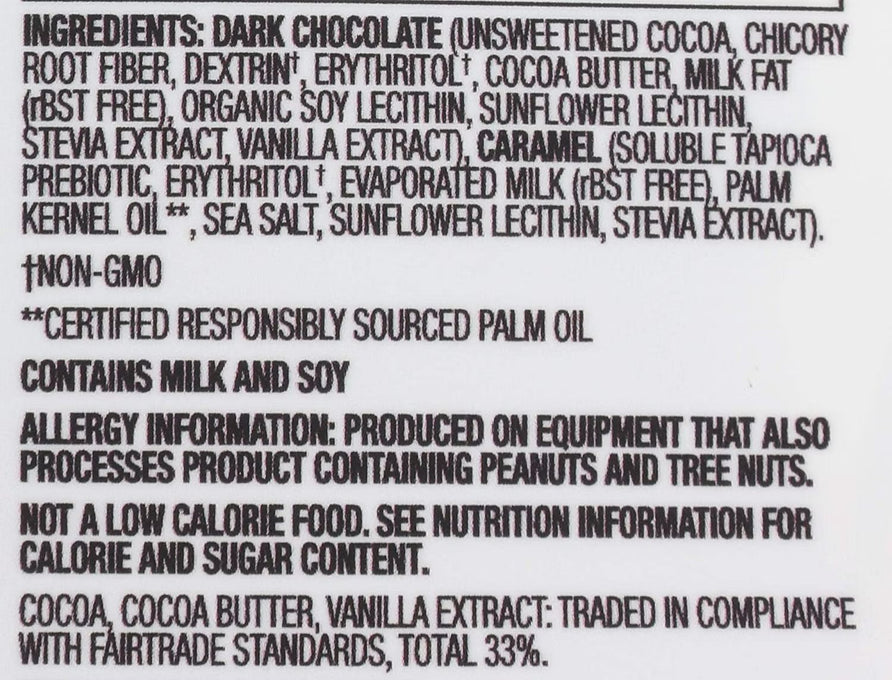 INGREDIENTS: DARK CHOCOLATE (UNSWEETENED COCOA, CHICORY
ROOT FIBER, DEXTRIN†, ERYTHRITOL†, COCOA BUTTER, MILK FAT
(rBST FREE), ORGANIC SOY LECITHIN, SUNFLOWER LECITHIN,
STEVIA EXTRACT, VANILLA EXTRACT), CARAMEL (SOLUBLE TAPIOCA
PREBIOTIC, ERYTHRITOL†, EVAPORATED MILK (rBST FREE), PALM
KERNEL OIL**, SEA SALT, SUNFLOWER LECITHIN, STEVIA EXTRACT).
†NON-GMO
**CERTIFIED RESPONSIBLY SOURCED PALM OIL
CONTAINS MILK AND SOY
ALLERGY INFORMATION: PRODUCED ON EQUIPMENT THAT ALSO
PROCESSES PRODUCT CONTAINING PEANUTS AND TREE NUTS.
NOT A LOW CALORIE FOOD. SEE NUTRITION INFORMATION FOR
CALORIE AND SUGAR CONTENT.
COCOA, COCOA BUTTER, VANILLA EXTRACT: TRADED IN COMPLIANCE
WITH FAIRTRADE STANDARDS, TOTAL 33%.